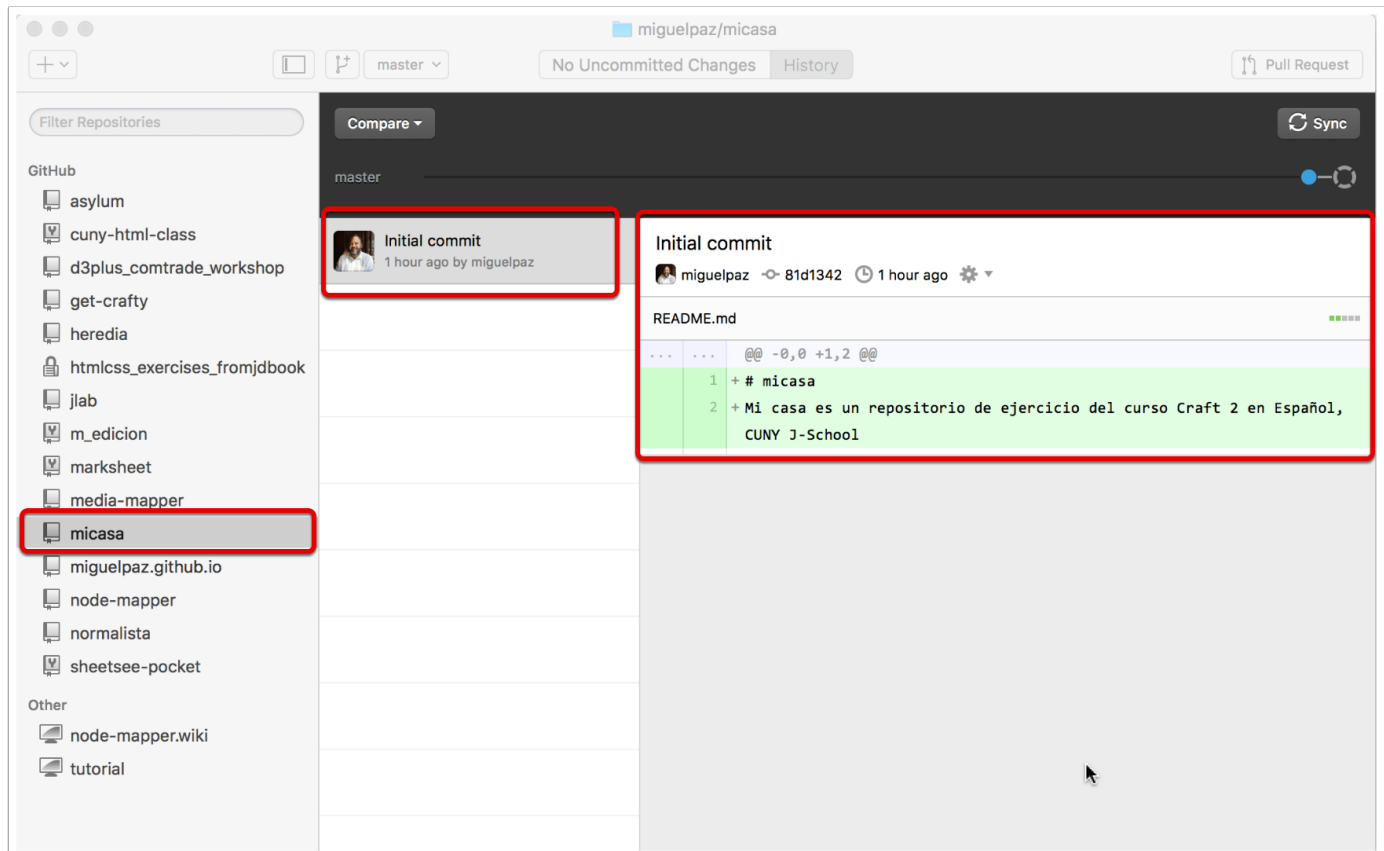 miguelpaz/micasa
master
No Uncommitted Changes
History
Pull Request
Filter Repositories
GitHub
asylum
cuny-html-class
d3plus_comtrade_workshop
get-crafty
heredia
htmlcss_exercises_fromjdbook
jlab
m_edicion
marksheet
media-mapper
micasa
miguelpaz.github.io
node-mapper
normalista
sheetsee-pocket
Other
node-mapper.wiki
tutorial
Compare
Sync
master
Initial commit
1 hour ago by miguelpaz
Initial commit
miguelpaz 81d1342 1 hour ago
README.md
... ... @@ -0,0 +1,2 @@
1 + # micasa
2 + Mi casa es un repositorio de ejercicio del curso Craft 2 en Español,
CUNY J-School